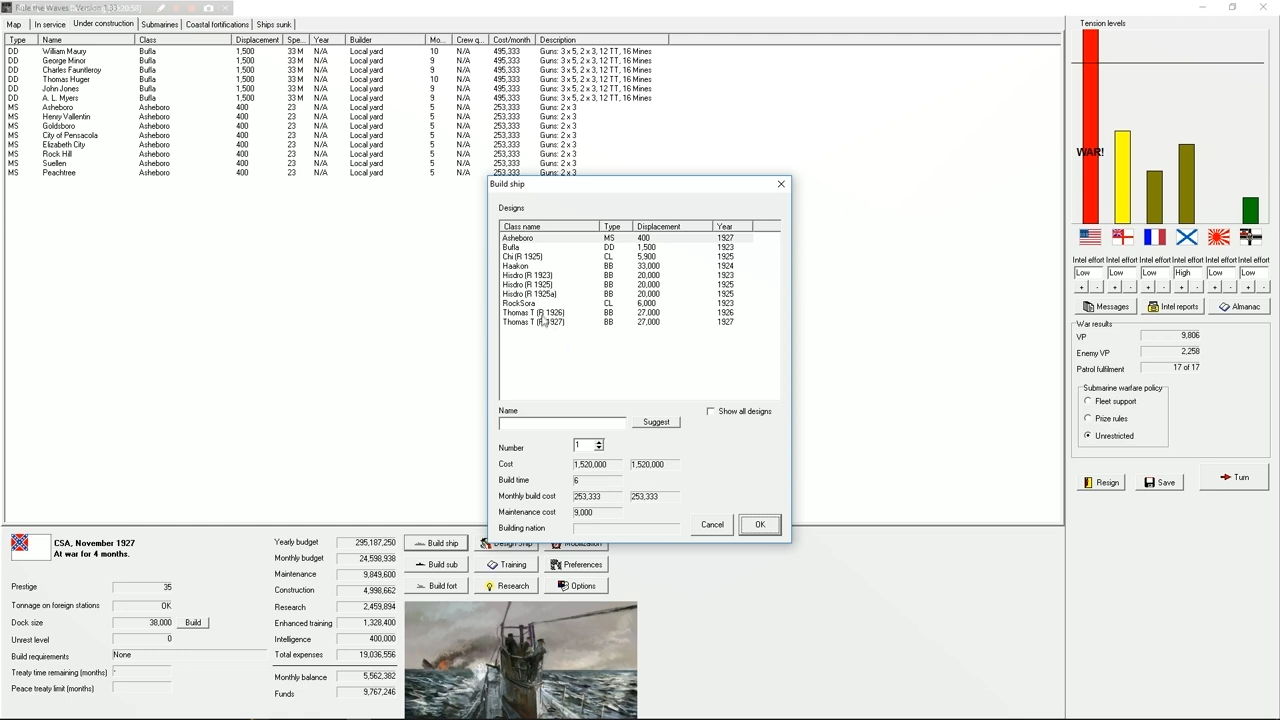 Rule the Waves - Version 1.33
Map In service Under construction Submarines Coastal fortifications Ships sunk
Type Name Class Displacement Spe... Year Builder Mo... Crew q... Cost/month Description
DD William Maury Bufla 1,500 33 M N/A Local yard 10 N/A 495,333 Guns: 3 x 5, 2 x 3, 12 TT, 16 Mines
DD George Minor Bufla 1,500 33 M N/A Local yard 9 N/A 495,333 Guns: 3 x 5, 2 x 3, 12 TT, 16 Mines
DD Charles Fauntleroy Bufla 1,500 33 M N/A Local yard 9 N/A 495,333 Guns: 3 x 5, 2 x 3, 12 TT, 16 Mines
DD Thomas Huger Bufla 1,500 33 M N/A Local yard 10 N/A 495,333 Guns: 3 x 5, 2 x 3, 12 TT, 16 Mines
DD John Jones Bufla 1,500 33 M N/A Local yard 9 N/A 495,333 Guns: 3 x 5, 2 x 3, 12 TT, 16 Mines
DD A. L. Myers Bufla 1,500 33 M N/A Local yard 9 N/A 495,333 Guns: 3 x 5, 2 x 3, 12 TT, 16 Mines
MS Asheboro Asheboro 400 23 N/A Local yard 5 N/A 253,333 Guns: 2 x 3
MS Henry Vallentin Asheboro 400 23 N/A Local yard 5 N/A 253,333 Guns: 2 x 3
MS Goldsboro Asheboro 400 23 N/A Local yard 5 N/A 253,333 Guns: 2 x 3
MS City of Pensacola Asheboro 400 23 N/A Local yard 5 N/A 253,333 Guns: 2 x 3
MS Elizabeth City Asheboro 400 23 N/A Local yard 5 N/A 253,333 Guns: 2 x 3
MS Rock Hill Asheboro 400 23 N/A Local yard 5 N/A 253,333 Guns: 2 x 3
MS Suellen Asheboro 400 23 N/A Local yard 5 N/A 253,333 Guns: 2 x 3
MS Peachtree Asheboro 400 23 N/A Local yard 5 N/A 253,333 Guns: 2 x 3
Build ship
Designs
Class name Type Displacement Year
Asheboro MS 400 1927
Bufla DD 1,500 1923
Chi (R 1925) CL 5,900 1925
Haakon BB 33,000 1924
Hisdro (R 1923) BB 20,000 1923
Hisdro (R 1925) BB 20,000 1925
Hisdro (R 1925a) BB 20,000 1925
RockSora CL 6,000 1923
Thomas T (R 1926) BB 27,000 1926
Thomas T (R 1927) BB 27,000 1927
Name
Show all designs
Suggest
Number 1
Cost 1,520,000 1,520,000
Build time 6
Monthly build cost 253,333 253,333
Maintenance cost 9,000
Building nation
Cancel OK
Tension levels
WAR!
Intel effort Intel effort Intel effort Intel effort Intel effort Intel effort
Low Low Low High Low Low
+ - + - + - + - + - + -
Messages Intel reports Almanac
War results
VP 9,806
Enemy VP 2,258
Patrol fulfilment 17 of 17
Submarine warfare policy
Fleet support
Prize rules
Unrestricted
Resign Save Turn
CSA, November 1927
At war for 4 months.
Prestige 35
Tonnage on foreign stations OK
Dock size 38,000 Build
Unrest level 0
Build requirements None
Treaty time remaining (months) -
Peace treaty limit (months)
Yearly budget 295,187,250
Monthly budget 24,598,938
Maintenance 9,849,600
Construction 4,998,662
Research 2,459,894
Enhanced training 1,328,400
Intelligence 400,000
Total expenses 19,036,556
Monthly balance 5,562,382
Funds 9,767,246
Build ship Design Ship Mobilization
Build sub Training Preferences
Build fort Research Options